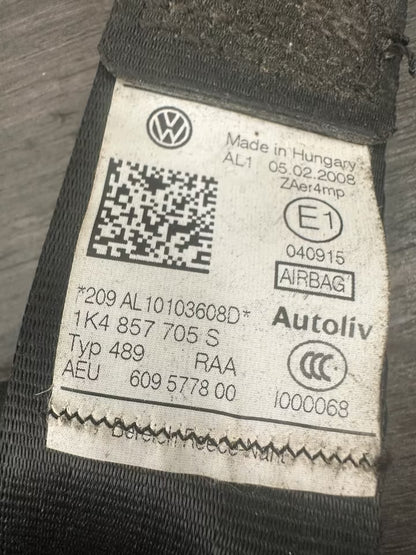 Made in Hungary
AL1 05.02.2008
ZAer4mp
E1
040915
AIRBAG
*209 AL10103608D*
1K4 857 705 S
Autoliv
Typ 489 RAA
CCC
AEU 609 5778 00
I000068